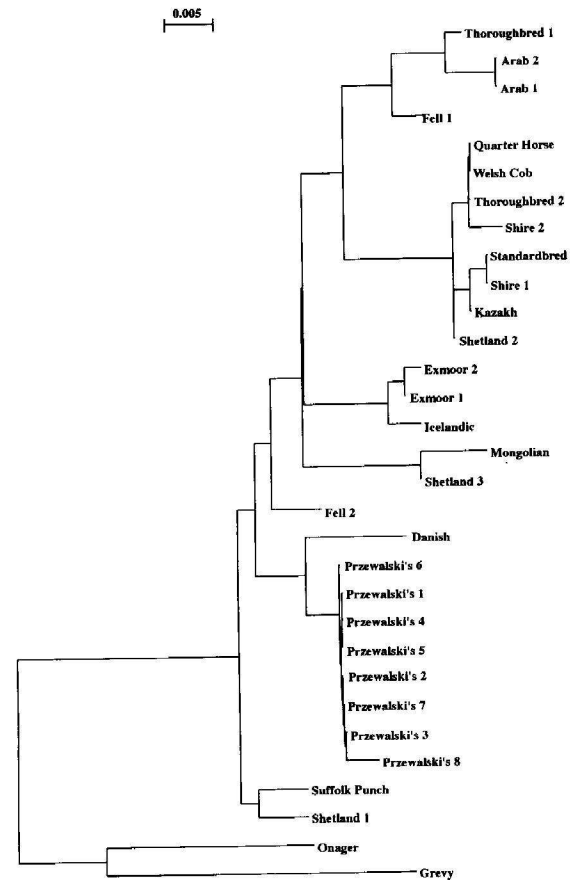 0.005
Thoroughbred 1
Arab 2
Arab 1
Fell 1
Quarter Horse
Welsh Cob
Thoroughbred 2
Shire 2
Standardbred
Shire 1
Kazakh
Shetland 2
Exmoor 2
Exmoor 1
Icelandic
Mongolian
Shetland 3
Fell 2
Danish
Przewalski's 6
Przewalski's 1
Przewalski's 4
Przewalski's 5
Przewalski's 2
Przewalski's 7
Przewalski's 3
Przewalski's 8
Suffolk Punch
Shetland 1
Onager
Grevy